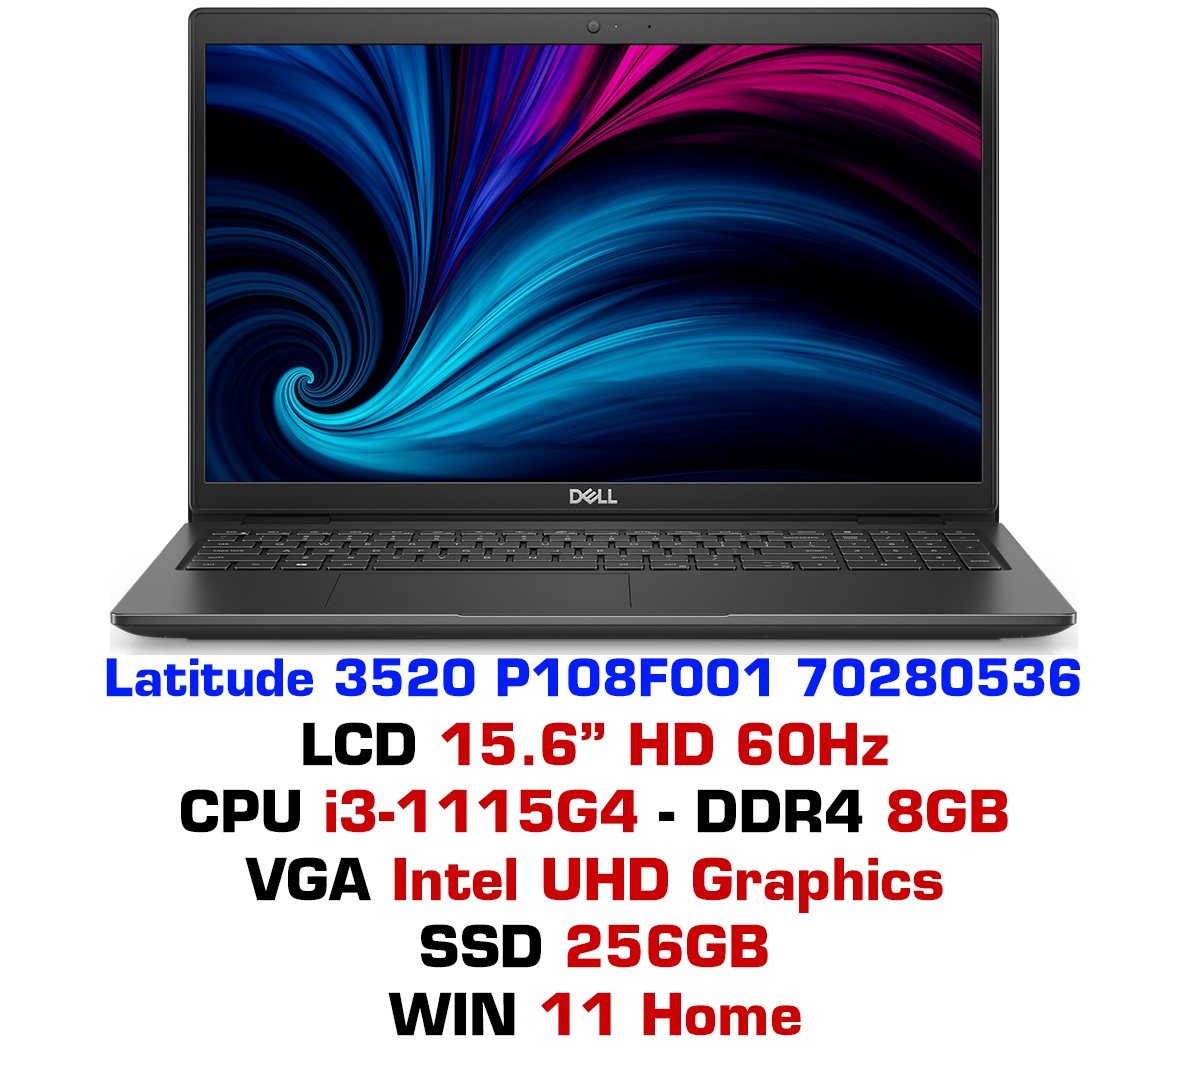 DELL
Latitude 3520 P108F001 70280536
LCD 15.6” HD 60Hz
CPU i3-1115G4 - DDR4 8GB
VGA Intel UHD Graphics
SSD 256GB
WIN 11 Home